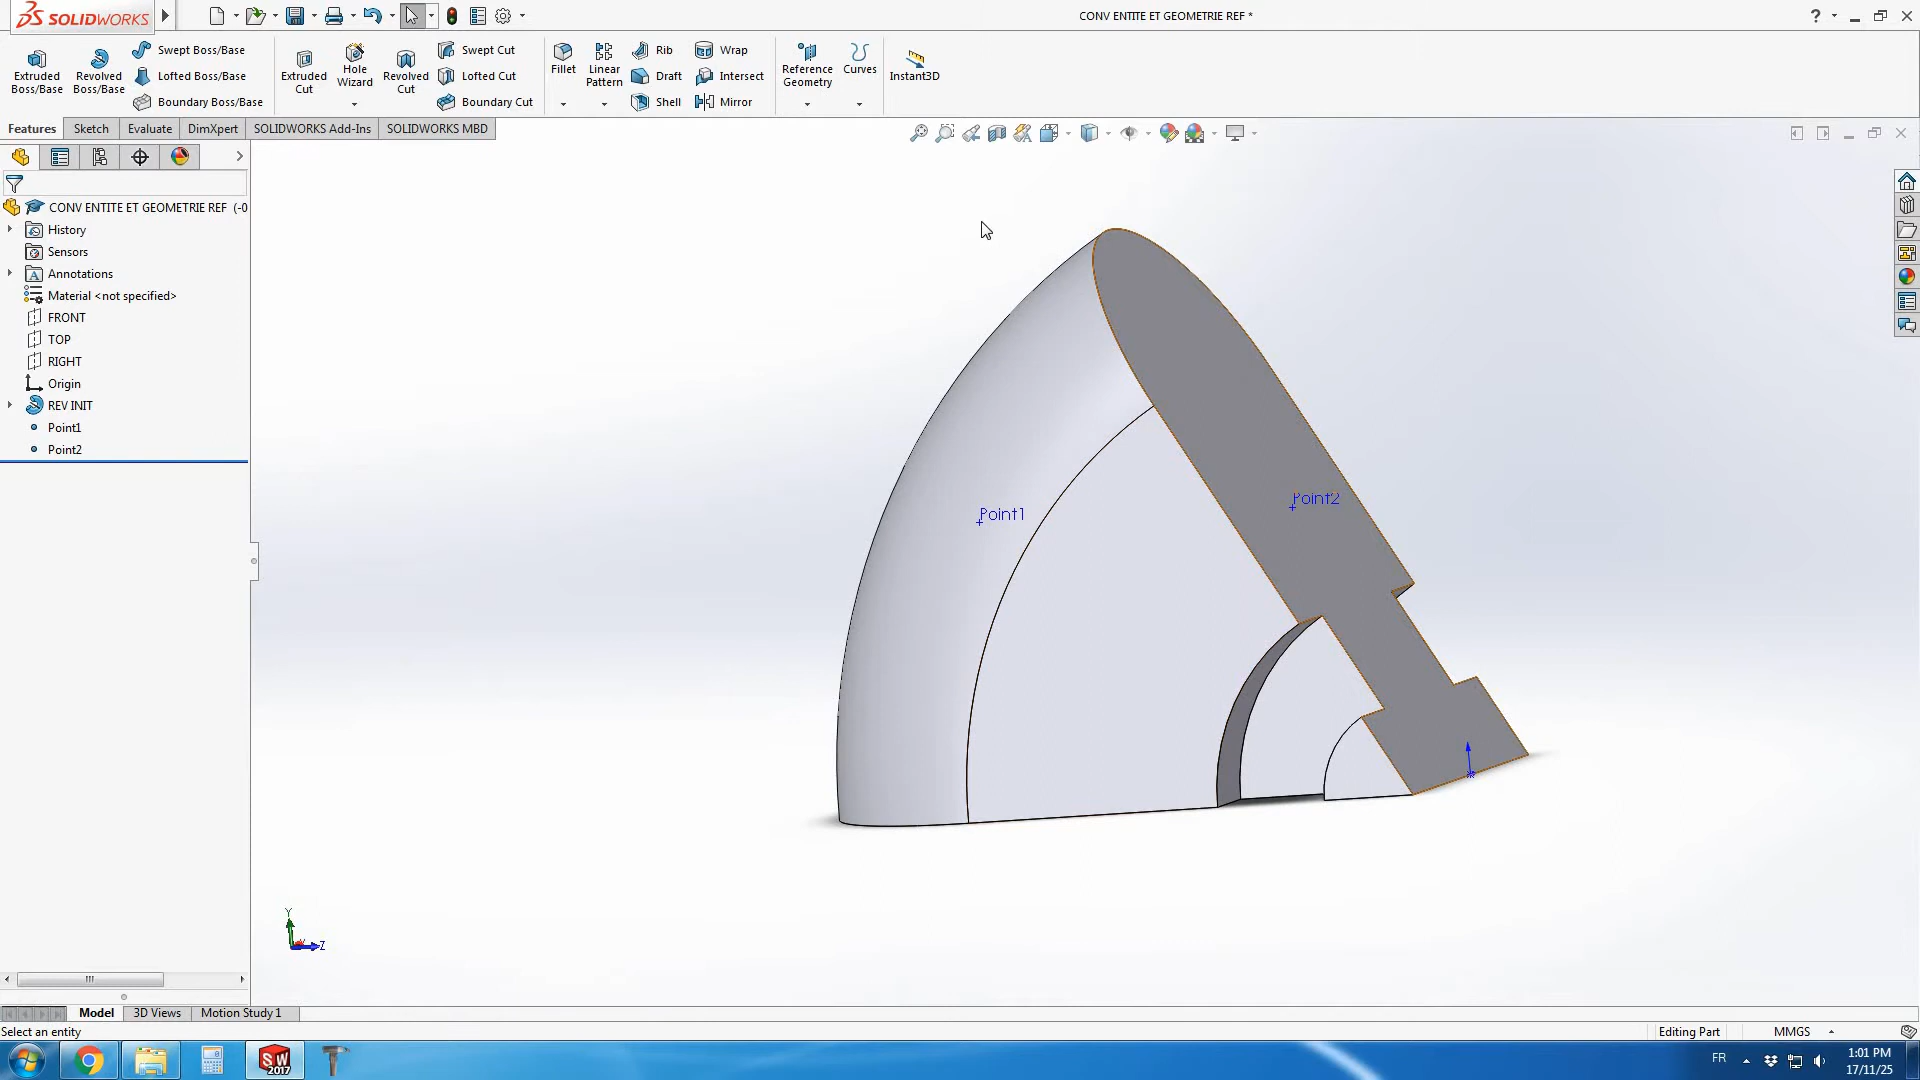 SOLIDWORKS
CONV ENTITE ET GEOMETRIE REF *
Extruded Boss/Base
Revolved Boss/Base
Swept Boss/Base
Lofted Boss/Base
Boundary Boss/Base
Extruded Cut
Hole Wizard
Revolved Cut
Swept Cut
Lofted Cut
Boundary Cut
Fillet
Linear Pattern
Rib
Draft
Shell
Wrap
Intersect
Mirror
Reference Geometry
Curves
Instant3D
Features
Sketch
Evaluate
DimXpert
SOLIDWORKS Add-Ins
SOLIDWORKS MBD
CONV ENTITE ET GEOMETRIE REF (-0
History
Sensors
Annotations
Material <not specified>
FRONT
TOP
RIGHT
Origin
REV INIT
Point1
Point2
Point1
Point2
Y
Z
Model
3D Views
Motion Study 1
Select an entity
Editing Part
MMGS
SW 2017
FR
1:01 PM
17/11/25